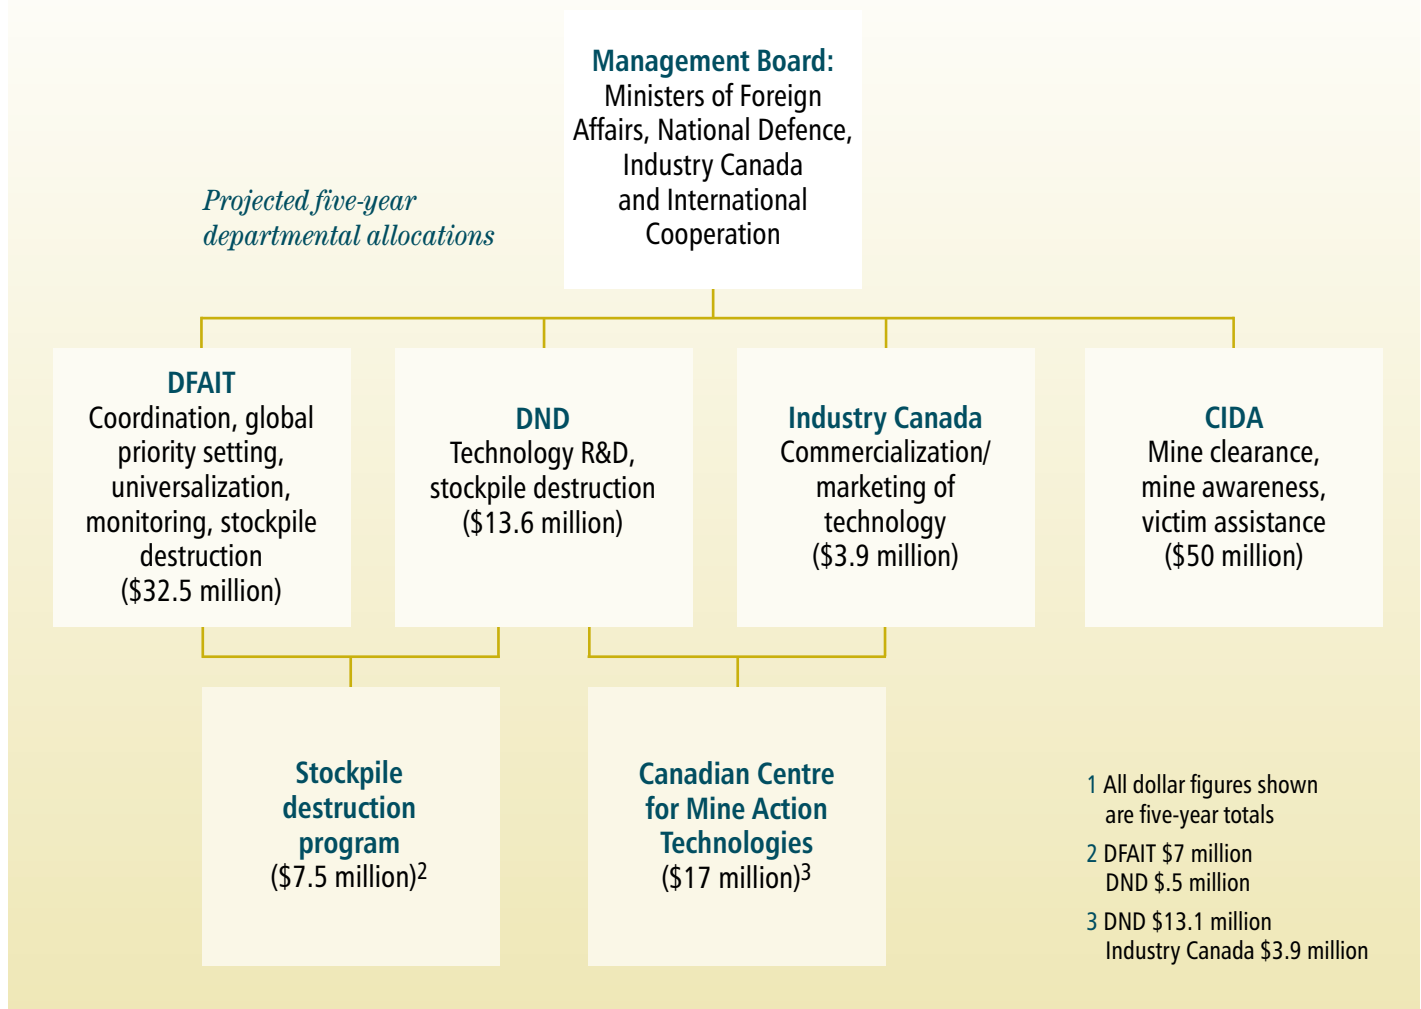 Management Board:
Ministers of Foreign
Affairs, National Defence,
Industry Canada
and International
Cooperation
Projected five-year
departmental allocations
DFAIT
Coordination, global
priority setting,
universalization,
monitoring, stockpile
destruction
($32.5 million)
DND
Technology R&D,
stockpile destruction
($13.6 million)
Industry Canada
Commercialization/
marketing of
technology
($3.9 million)
CIDA
Mine clearance,
mine awareness,
victim assistance
($50 million)
Stockpile
destruction
program
($7.5 million)2
Canadian Centre
for Mine Action
Technologies
($17 million)3
1 All dollar figures shown
are five-year totals
2 DFAIT $7 million
DND $.5 million
3 DND $13.1 million
Industry Canada $3.9 million